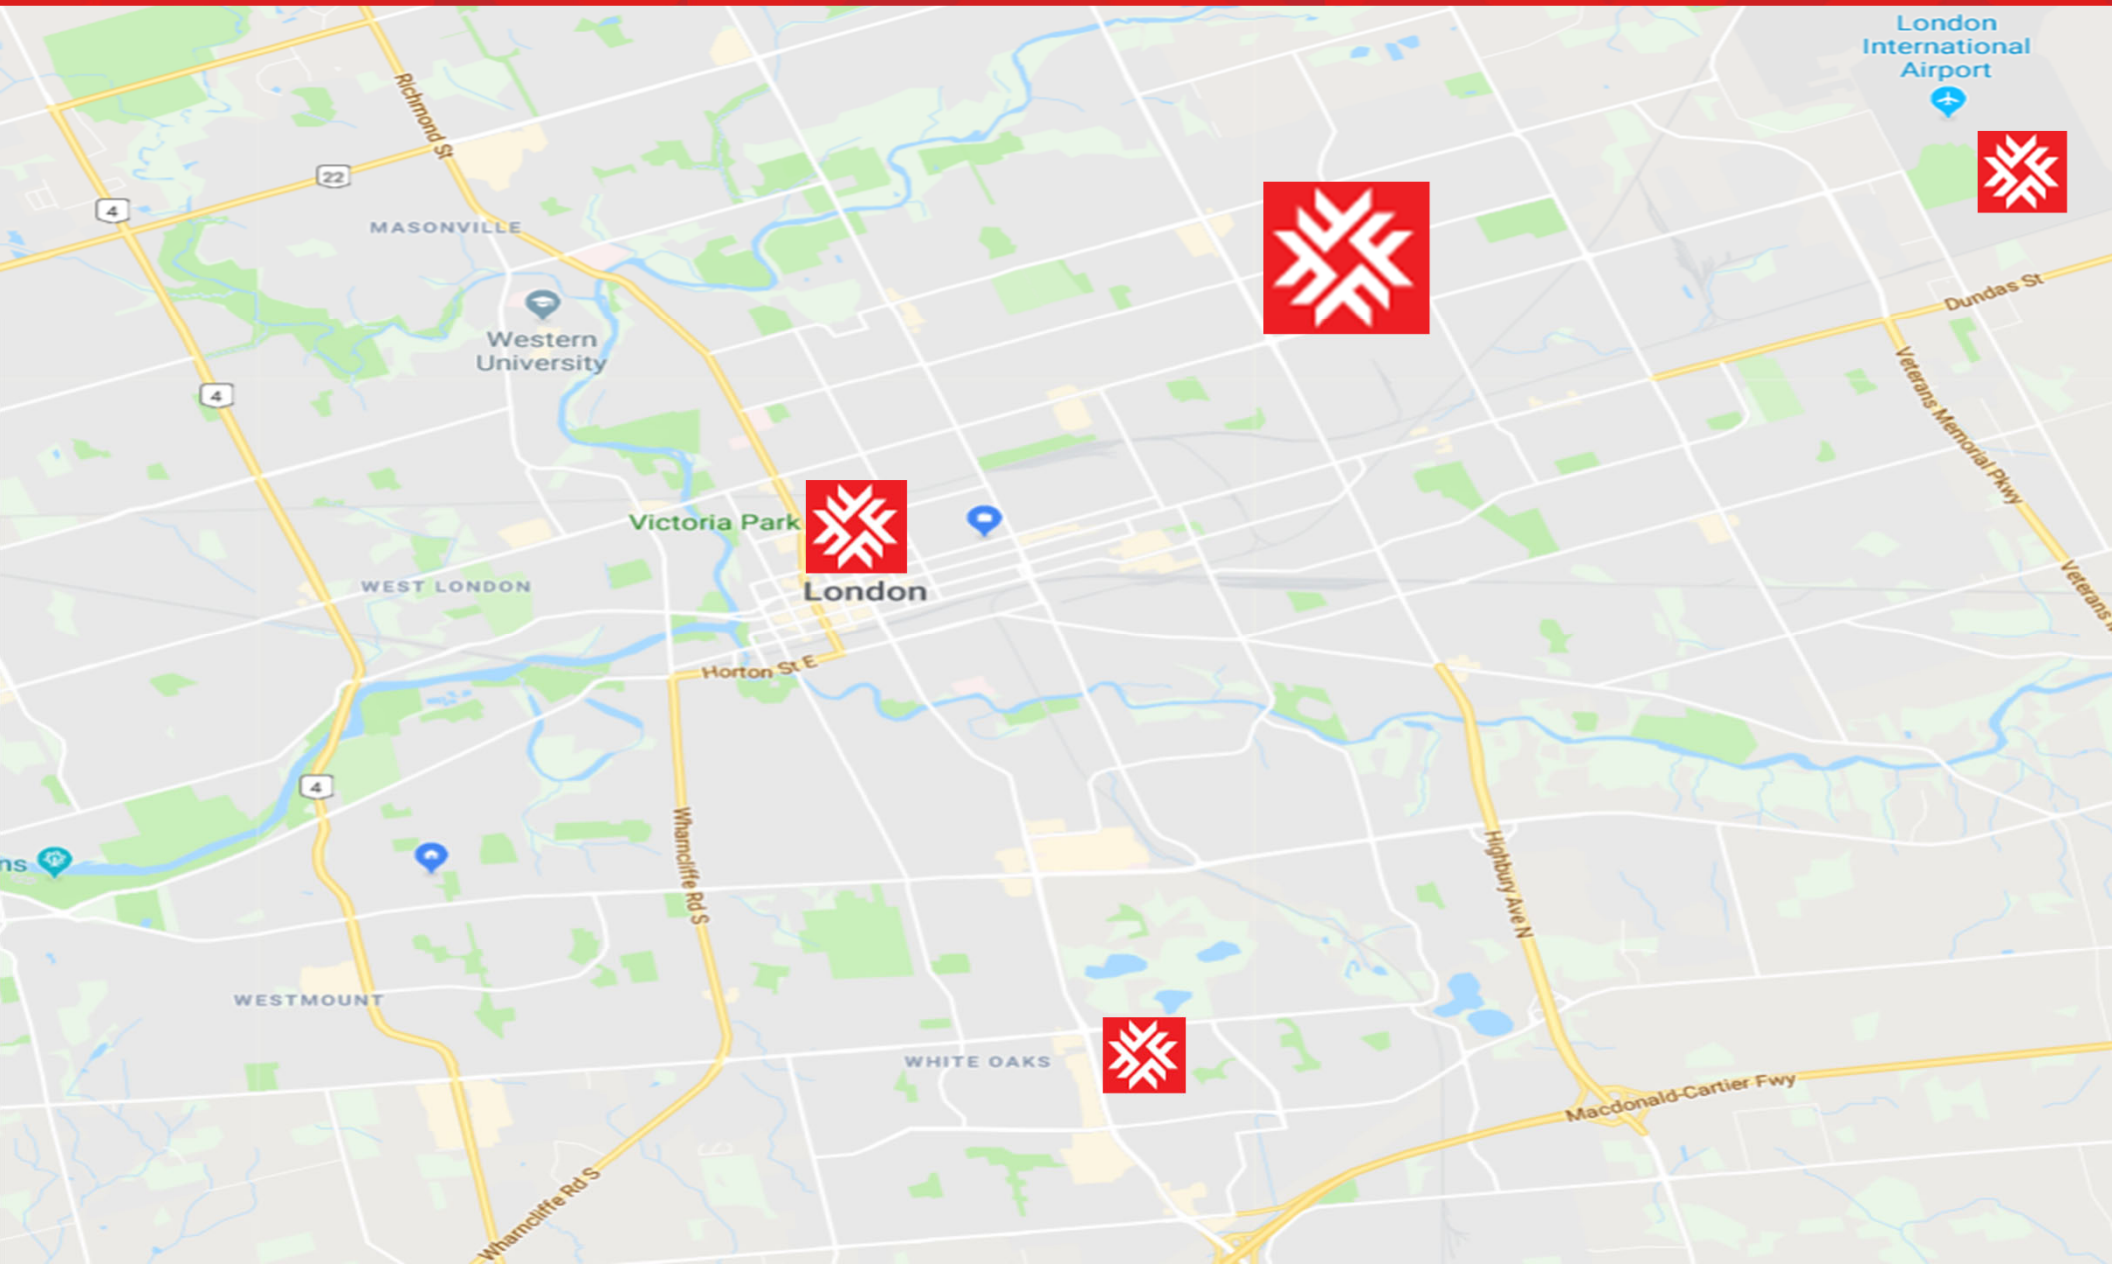 London
International
Airport
Richmond St
22
4
MASONVILLE
Dundas St
Western
University
4
Veterans Memorial Pkwy
Victoria Park
WEST LONDON
London
Veterans
Horton St E
4
Wharncliffe Rd S
Highbury Ave N
ns
WESTMOUNT
WHITE OAKS
Macdonald-Cartier Fwy
Wharncliffe Rd S